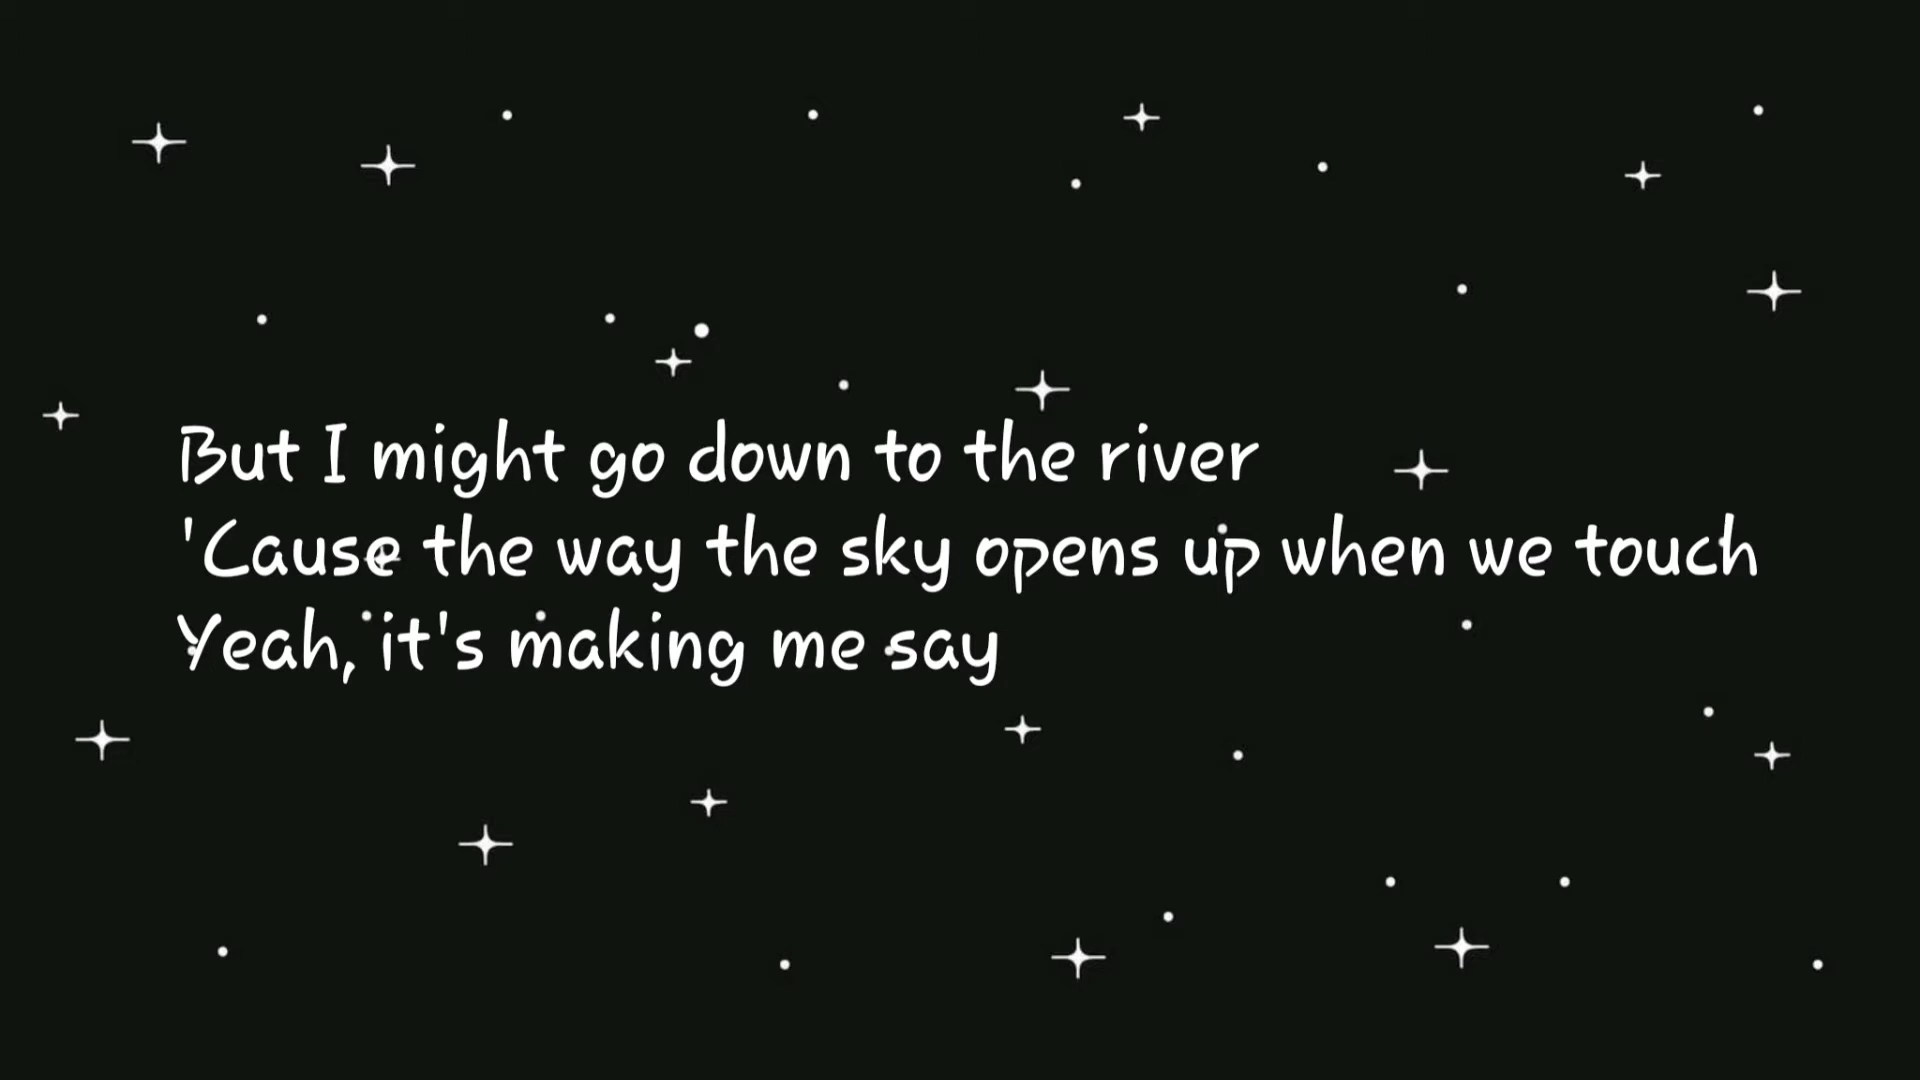 But I might go down to the river
'Cause the way the sky opens up when we touch
Yeah, it's making me say